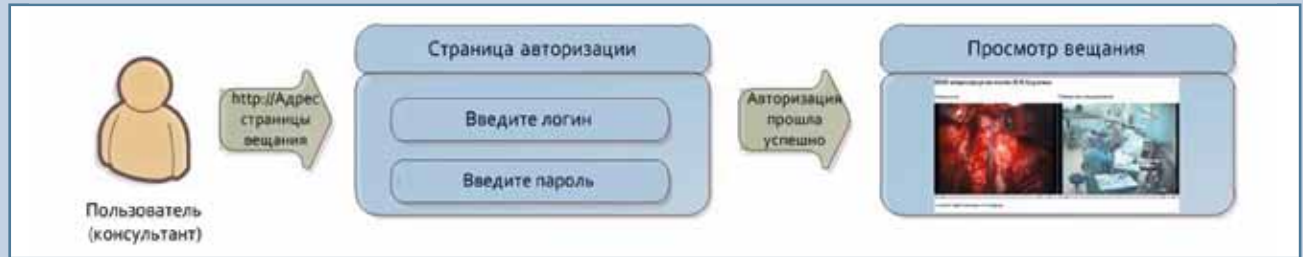 Пользователь
(консультант)
http://Адрес
страницы
вещания
Страница авторизации
Введите логин
Введите пароль
Авторизация
прошла
успешно
Просмотр вещания